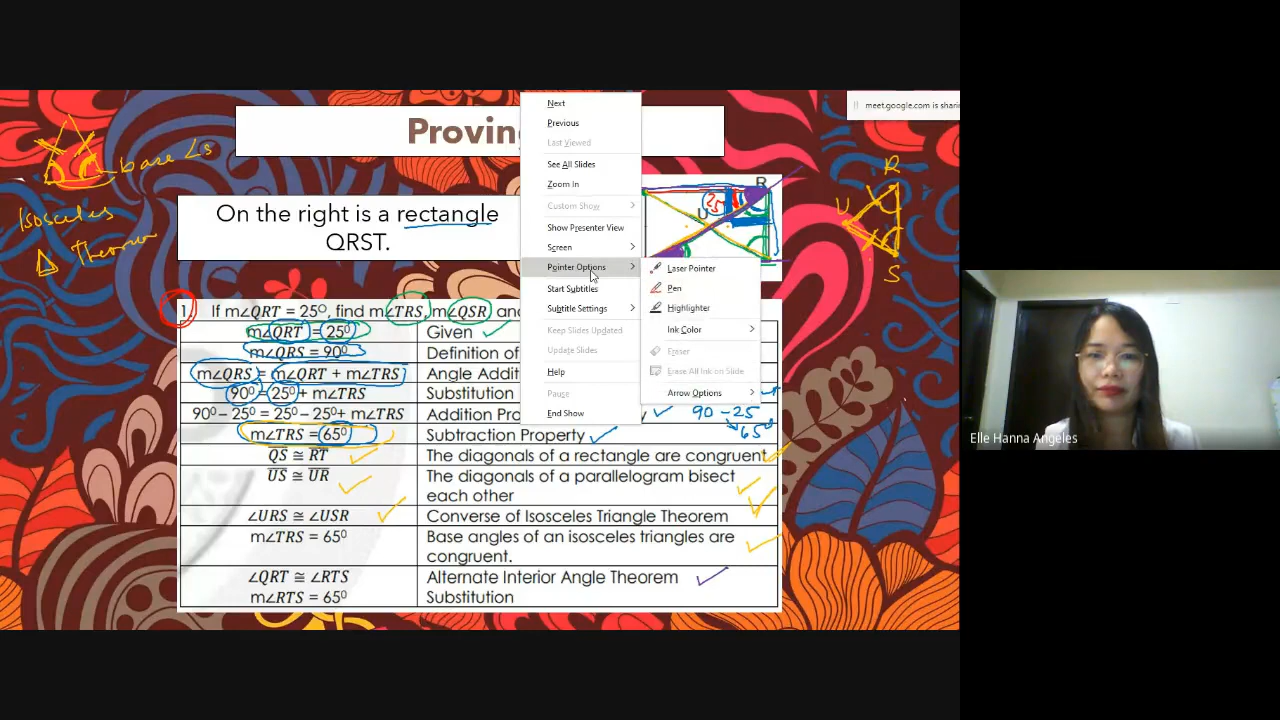 meet.google.com is sharin
Provin
Next
Previous
Last Viewed
See All Slides
Zoom In
Custom Show
Show Presenter View
Screen
Pointer Options
Start Subtitles
Subtitle Settings
Keep Slides Updated
Update Slides
Help
Pause
End Show
Laser Pointer
Pen
Highlighter
Ink Color
Eraser
Erase All Ink on Slide
Arrow Options
base ∠s
Isosceles
Δ Theorem
On the right is a rectangle
QRST.
R
U
25
R
U
S
1. If m∠QRT = 25⁰, find m∠TRS, m∠QSR and
m∠QRT = 25⁰ Given
m∠QRS = 90⁰ Definition of
m∠QRS = m∠QRT + m∠TRS Angle Addit
90⁰ = 25⁰ + m∠TRS Substitution
90⁰ − 25⁰ = 25⁰ − 25⁰ + m∠TRS Addition Pro
90 − 25
65⁰
m∠TRS = 65⁰ Subtraction Property
QS ≅ RT The diagonals of a rectangle are congruent
US ≅ UR The diagonals of a parallelogram bisect
each other
∠URS ≅ ∠USR Converse of Isosceles Triangle Theorem
m∠TRS = 65⁰ Base angles of an isosceles triangles are
congruent.
∠QRT ≅ ∠RTS Alternate Interior Angle Theorem
m∠RTS = 65⁰ Substitution
Elle Hanna Angeles